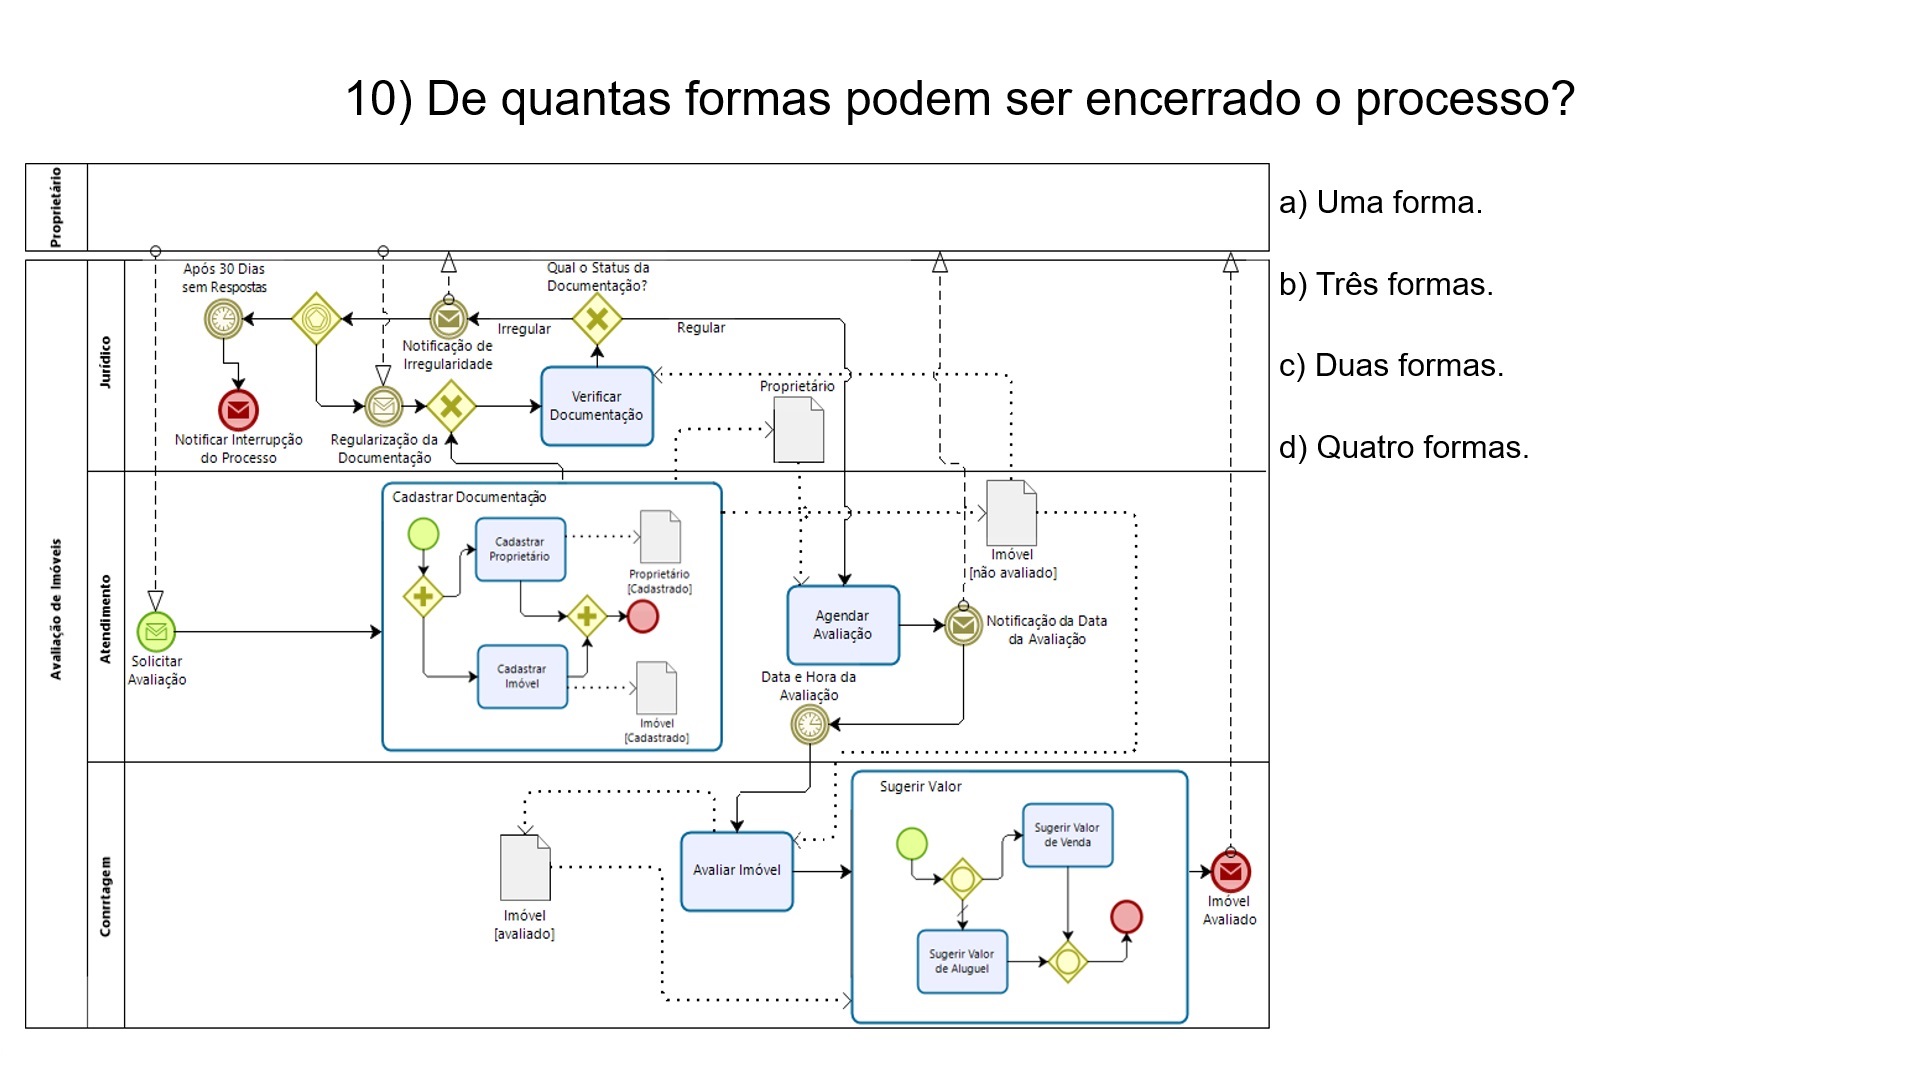 10) De quantas formas podem ser encerrado o processo?
Proprietário
a) Uma forma.
b) Três formas.
c) Duas formas.
d) Quatro formas.
Avaliação de Imóveis
Jurídico
Após 30 Dias
sem Respostas
Qual o Status da
Documentação?
Irregular
Regular
Notificação de
Irregularidade
Verificar
Documentação
Proprietário
Notificar Interrupção
do Processo
Regularização da
Documentação
Atendimento
Solicitar
Avaliação
Cadastrar Documentação
Cadastrar
Proprietário
Proprietário
[Cadastrado]
Cadastrar
Imóvel
Imóvel
[Cadastrado]
Imóvel
[não avaliado]
Agendar
Avaliação
Notificação da Data
da Avaliação
Data e Hora da
Avaliação
Conrtagem
Imóvel
[avaliado]
Avaliar Imóvel
Sugerir Valor
Sugerir Valor
de Venda
Sugerir Valor
de Aluguel
Imóvel
Avaliado